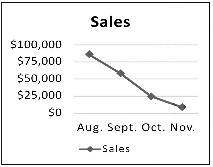 Sales
$100,000
$75,000
$50,000
$25,000
$0
Aug. Sept. Oct. Nov.
Sales